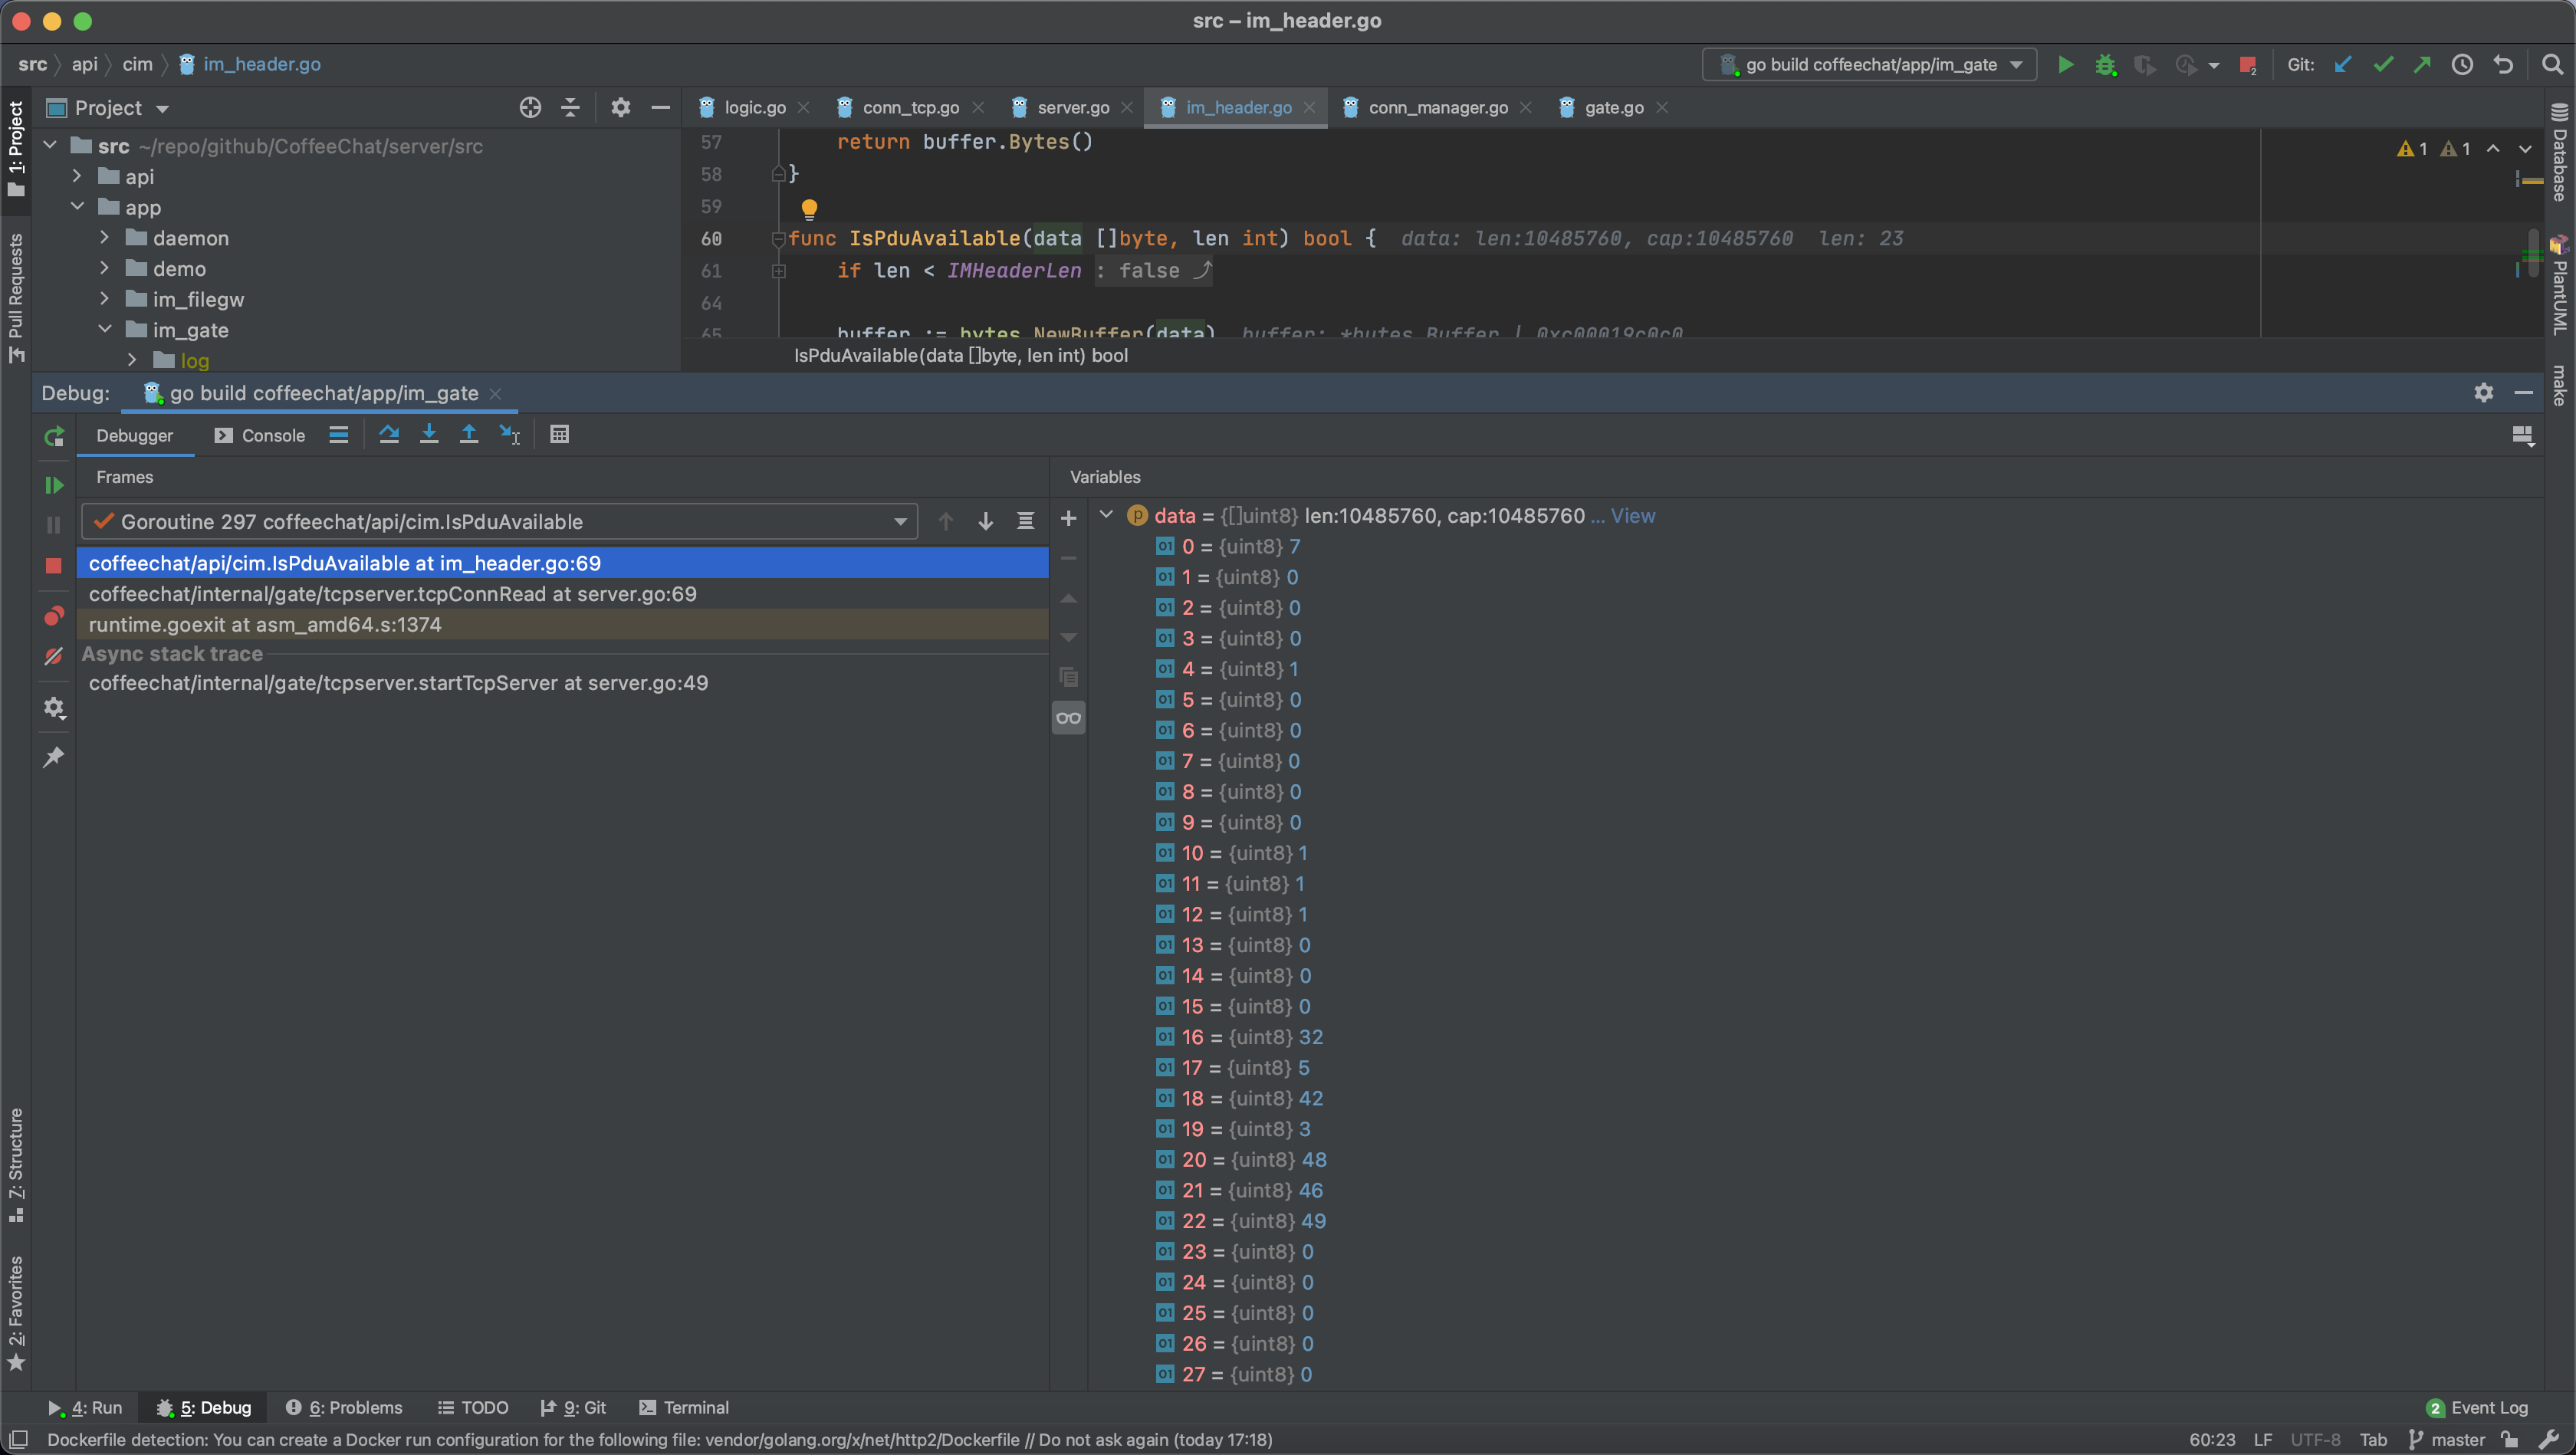 src – im_header.go
src api cim im_header.go
go build coffeechat/app/im_gate
Git:
1: Project
Pull Requests
Project
src ~/repo/github/CoffeeChat/server/src
api
app
daemon
demo
im_filegw
im_gate
log
logic.go conn_tcp.go server.go im_header.go conn_manager.go gate.go
57 return buffer.Bytes()
58 }
59
60 func IsPduAvailable(data []byte, len int) bool { data: len:10485760, cap:10485760 len: 23
61 if len < IMHeaderLen : false
64
65 buffer := bytes.NewBuffer(data) buffer: *bytes.Buffer | 0xc00019c0c0
IsPduAvailable(data []byte, len int) bool
1 1
Database
PlantUML
make
Debug: go build coffeechat/app/im_gate
Debugger Console
Frames
Goroutine 297 coffeechat/api/cim.IsPduAvailable
coffeechat/api/cim.IsPduAvailable at im_header.go:69
coffeechat/internal/gate/tcpserver.tcpConnRead at server.go:69
runtime.goexit at asm_amd64.s:1374
Async stack trace
coffeechat/internal/gate/tcpserver.startTcpServer at server.go:49
Variables
data = {[]uint8} len:10485760, cap:10485760 ... View
0 = {uint8} 7
1 = {uint8} 0
2 = {uint8} 0
3 = {uint8} 0
4 = {uint8} 1
5 = {uint8} 0
6 = {uint8} 0
7 = {uint8} 0
8 = {uint8} 0
9 = {uint8} 0
10 = {uint8} 1
11 = {uint8} 1
12 = {uint8} 1
13 = {uint8} 0
14 = {uint8} 0
15 = {uint8} 0
16 = {uint8} 32
17 = {uint8} 5
18 = {uint8} 42
19 = {uint8} 3
20 = {uint8} 48
21 = {uint8} 46
22 = {uint8} 49
23 = {uint8} 0
24 = {uint8} 0
25 = {uint8} 0
26 = {uint8} 0
27 = {uint8} 0
Z: Structure
2: Favorites
4: Run 5: Debug 6: Problems TODO 9: Git Terminal 2 Event Log
Dockerfile detection: You can create a Docker run configuration for the following file: vendor/golang.org/x/net/http2/Dockerfile // Do not ask again (today 17:18) 60:23 LF UTF-8 Tab master